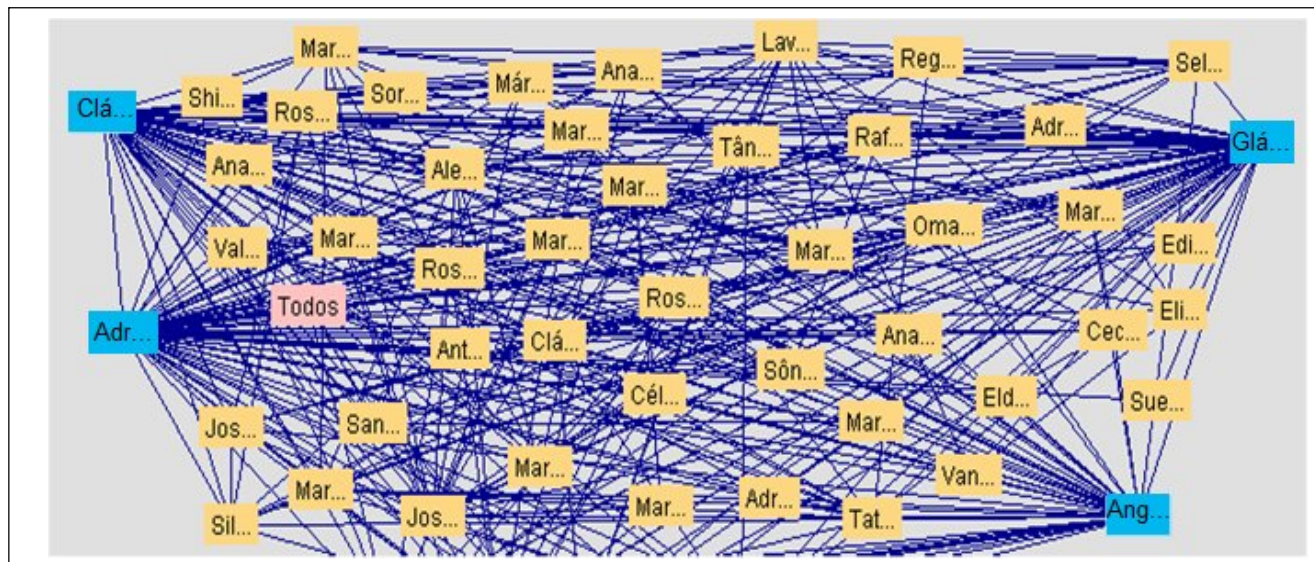 Mar...
Lav...
Reg...
Sel...
Ana...
Már...
Sor...
Shi...
Clá...
Ros...
Mar...
Adr...
Raf...
Tân...
Glá...
Ana...
Ale...
Mar...
Mar...
Oma...
Mar...
Mar...
Mar...
Val...
Edi...
Ros...
Todos
Ros...
Eli...
Adr...
Cec...
Ana...
Clá...
Ant...
Sôn...
Cél...
Eld...
Sue...
Mar...
San...
Jos...
Mar...
Van...
Mar...
Adr...
Mar...
Tat...
Ang...
Jos...
Sil...